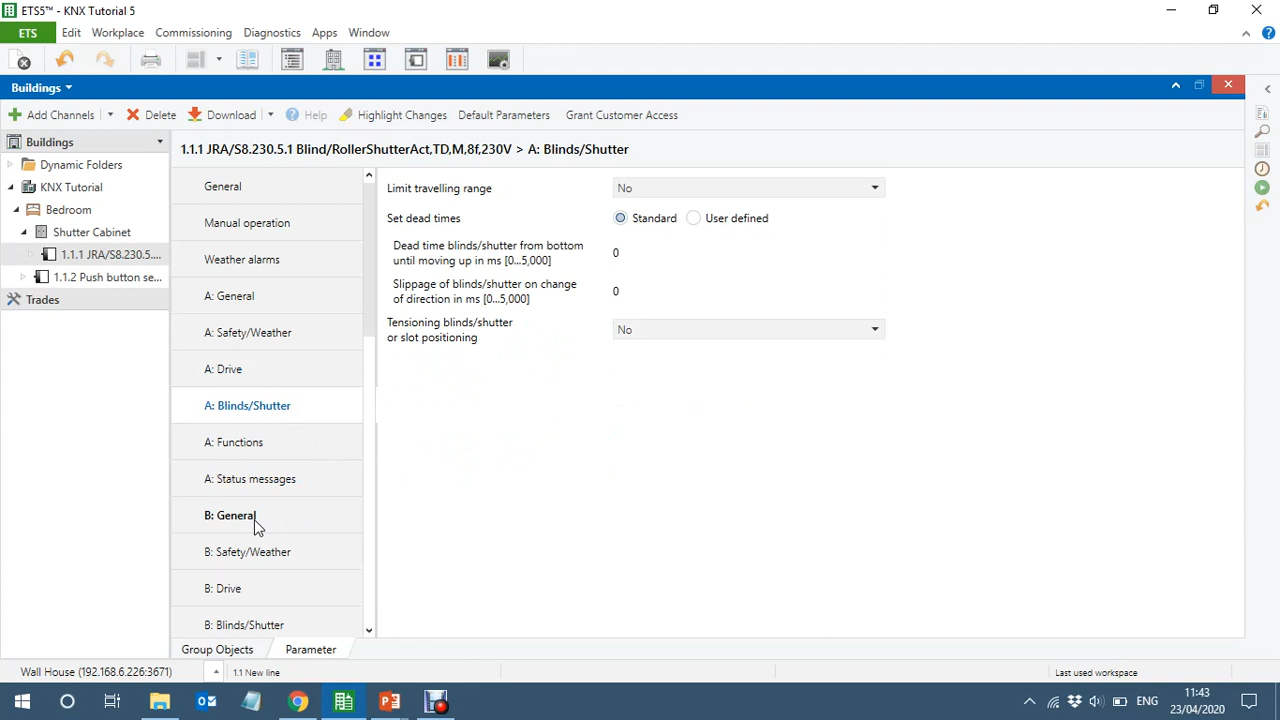 ETS5™ - KNX Tutorial 5
ETS Edit Workplace Commissioning Diagnostics Apps Window
Buildings
Add Channels Delete Download Help Highlight Changes Default Parameters Grant Customer Access
Buildings
Dynamic Folders
KNX Tutorial
Bedroom
Shutter Cabinet
1.1.1 JRA/S8.230.5....
1.1.2 Push button se...
Trades
1.1.1 JRA/S8.230.5.1 Blind/RollerShutterAct,TD,M,8f,230V > A: Blinds/Shutter
General
Manual operation
Weather alarms
A: General
A: Safety/Weather
A: Drive
A: Blinds/Shutter
A: Functions
A: Status messages
B: General
B: Safety/Weather
B: Drive
B: Blinds/Shutter
Limit travelling range No
Set dead times Standard User defined
Dead time blinds/shutter from bottom
until moving up in ms [0...5,000] 0
Slippage of blinds/shutter on change
of direction in ms [0...5,000] 0
Tensioning blinds/shutter
or slot positioning No
Group Objects Parameter
Wall House (192.168.6.226:3671) 1.1 New line Last used workspace
ENG
11:43
23/04/2020